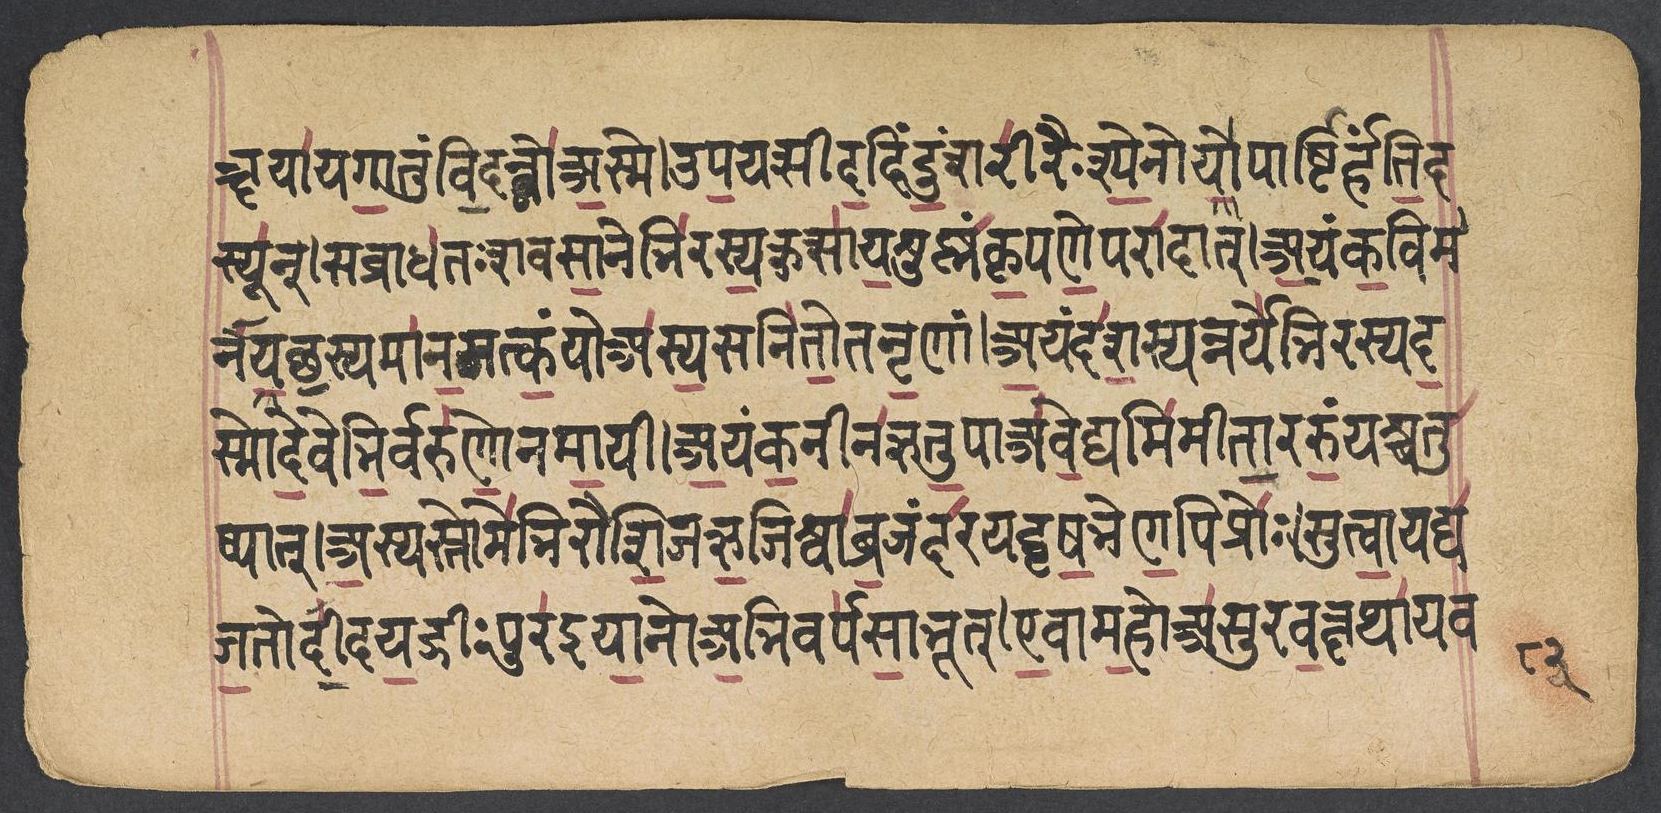 न्क्षयायगातुंविदन्नोअस्मे।उपयत्सीददिंदुंशरीरैःश्येनोयोपाष्टिर्हंतिद
स्यून्।सव्राधतःशवसानेभिरस्यकुत्सायशुष्णंकृपणेपरादात्।अयंकविम
नयच्छस्यमानमत्कंयोअस्यसनितोतनृणां।अयंदशस्यन्नर्येभिरस्यद
स्मोदेवेभिर्वरुणोनमायी।अयंकनीनऋतुपाअवेद्यमिमीताररुंयश्चतु
ष्पात्।अस्यस्तोमेभिरौशिजऋजिश्वाव्रजंदरयद्वृषभेणपिप्रोः।सुत्वायद्य
जतोदीदयद्गीःपुरइयानोअभिवर्पसाभूत्।एवामहोअसुरवक्षथायव
८३